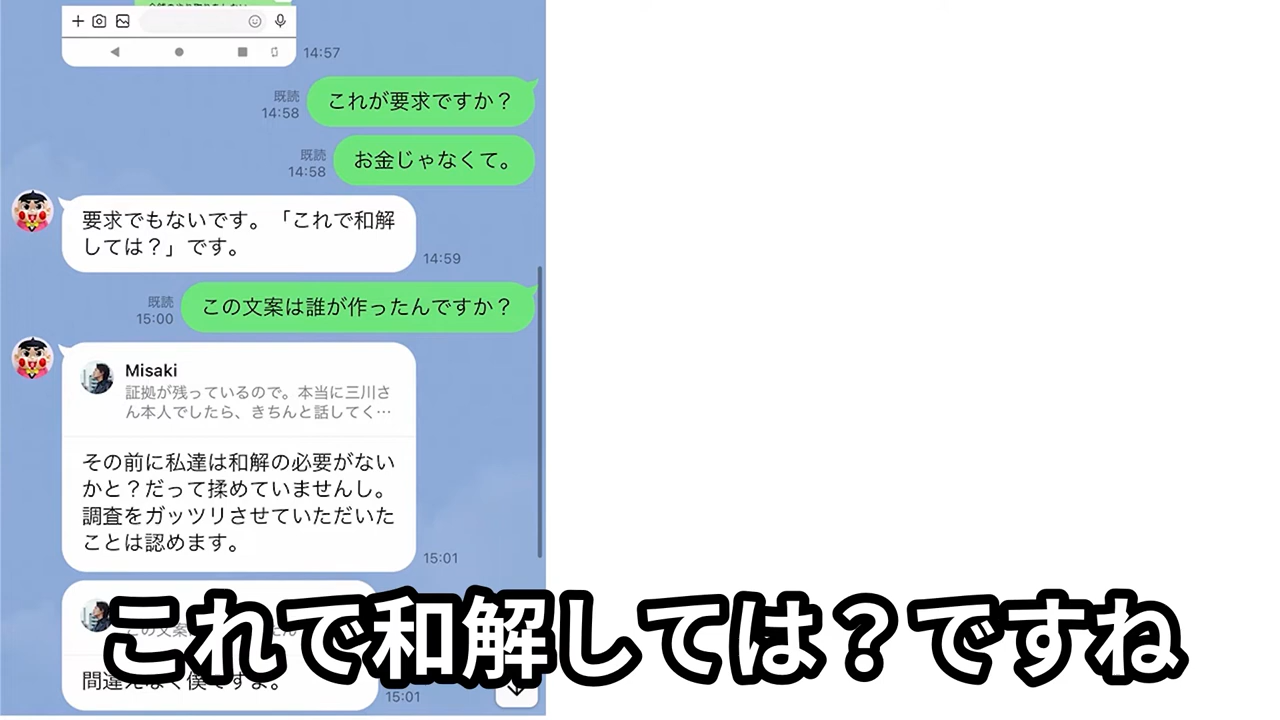 14:57
既読
14:58
これが要求ですか？
既読
14:58
お金じゃなくて。
要求でもないです。「これで和解
しては？」です。
14:59
既読
15:00
この文案は誰が作ったんですか？
Misaki
証拠が残っているので。本当に三川さ
ん本人でしたら、きちんと話してく…
その前に私達は和解の必要がない
かと？だって揉めていませんし。
調査をガッツリさせていただいた
ことは認めます。
15:01
これで和解しては？ですね
間違えなく僕ですよ。
15:01